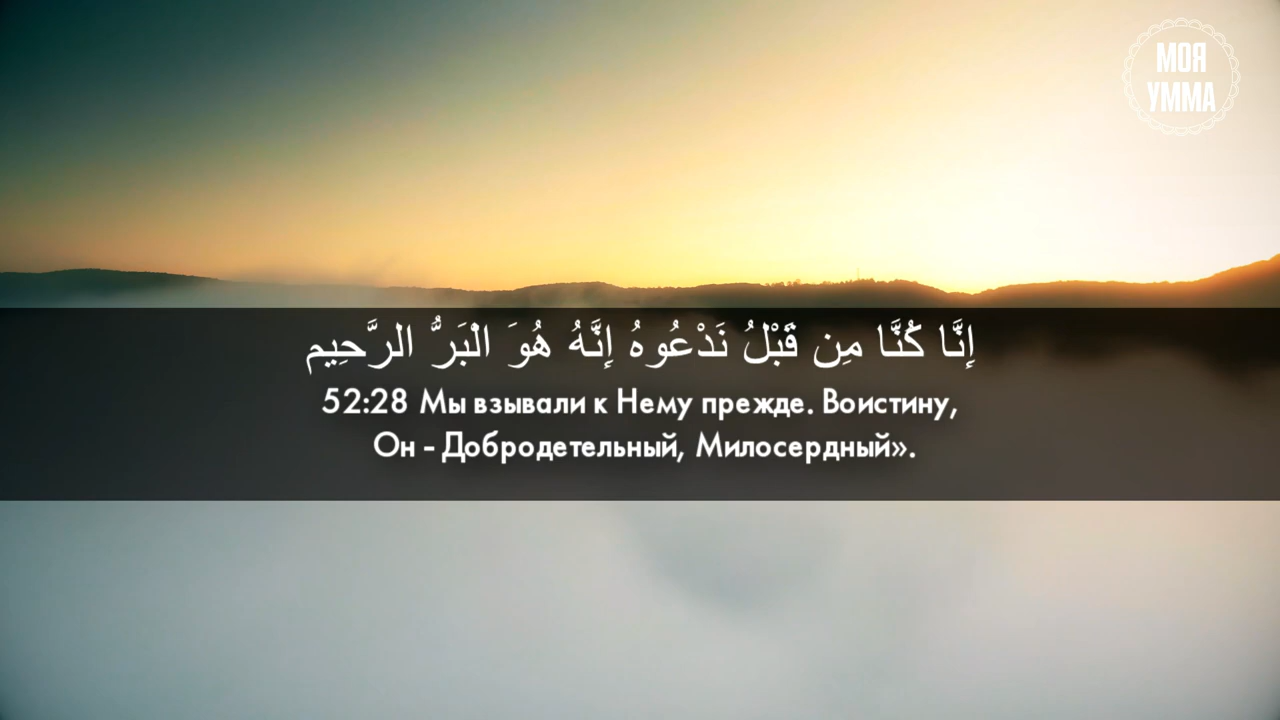 МОЯ
УММА
إِنَّا كُنَّا مِن قَبْلُ نَدْعُوهُ إِنَّهُ هُوَ الْبَرُّ الرَّحِيم
52:28 Мы взывали к Нему прежде. Воистину,
Он - Добродетельный, Милосердный».